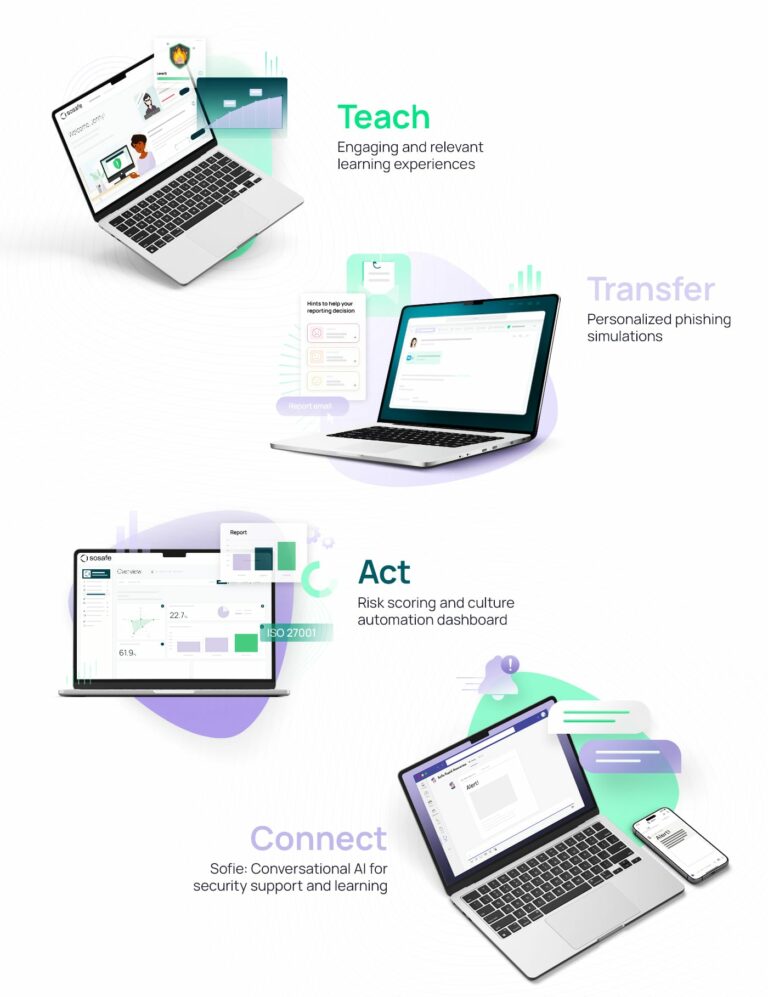 sosafe
Teach
Engaging and relevant
learning experiences
Hints to help your
reporting decision
Report email
Transfer
Personalized phishing
simulations
sosafe
Overview
Report
22.7%
61.9%
ISO 27001
Act
Risk scoring and culture
automation dashboard
Alert!
Alert!
Connect
Sofie: Conversational AI for
security support and learning